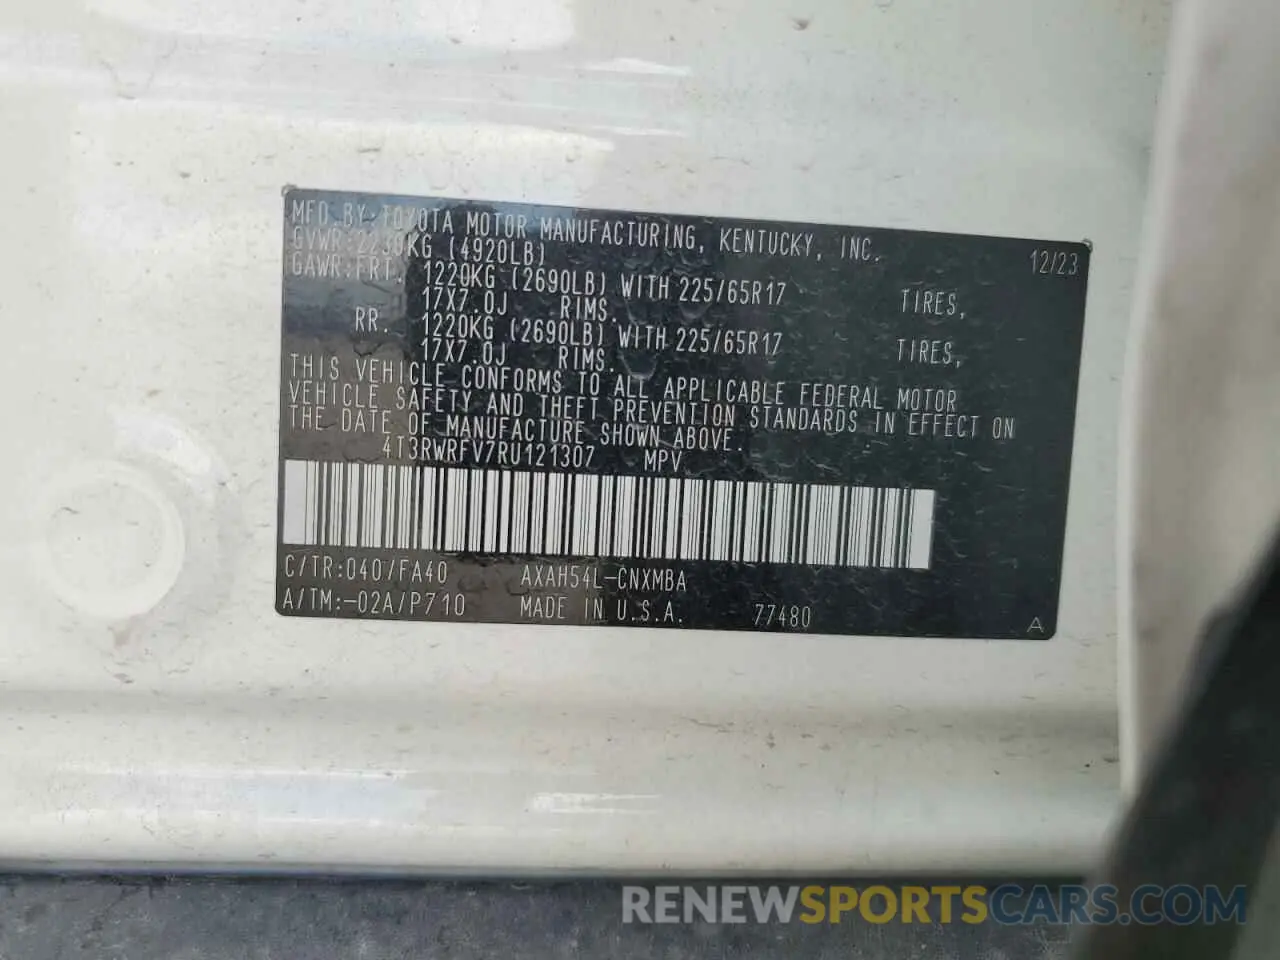 MFD BY TOYOTA MOTOR MANUFACTURING, KENTUCKY, INC. 12/23
GVWR:2230KG (4920LB)
GAWR:FRT. 1220KG (2690LB) WITH 225/65R17 TIRES,
17X7.0J RIMS.
RR. 1220KG (2690LB) WITH 225/65R17 TIRES,
17X7.0J RIMS.
THIS VEHICLE CONFORMS TO ALL APPLICABLE FEDERAL MOTOR
VEHICLE SAFETY AND THEFT PREVENTION STANDARDS IN EFFECT ON
THE DATE OF MANUFACTURE SHOWN ABOVE.
4T3RWRFV7RU121307 MPV
C/TR:040/FA40 AXAH54L-CNXMBA
A/TM:-02A/P710 MADE IN U.S.A. 77480 A
RENEWSPORTSCARS.COM